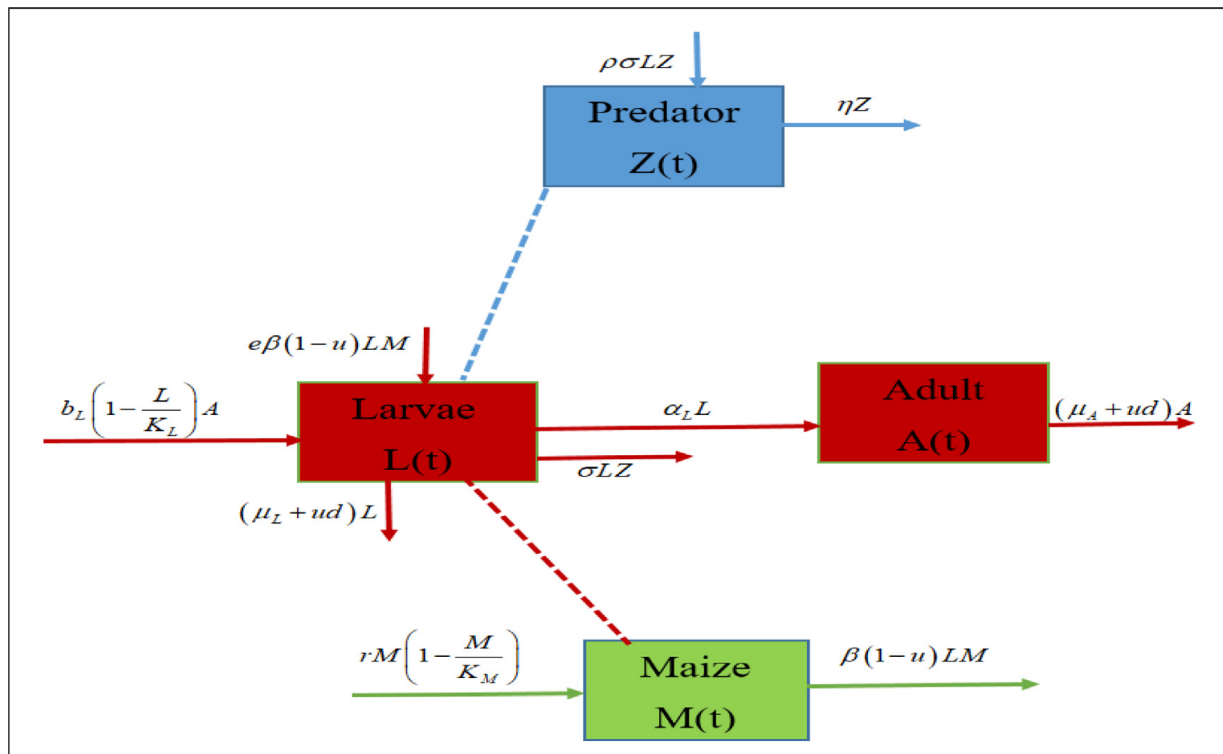 ρσLZ
Predator
Z(t)
ηZ
eβ(1−u)LM
b_L(1−L/K_L)A
Larvae
L(t)
α_L L
σLZ
Adult
A(t)
(μ_A+ud)A
(μ_L+ud)L
rM(1−M/K_M)
Maize
M(t)
β(1−u)LM